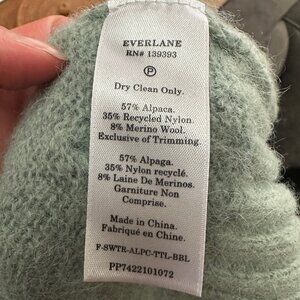 EVERLANE
RN# 139393
P
Dry Clean Only.
57% Alpaca.
35% Recycled Nylon.
8% Merino Wool.
Exclusive of Trimming.
57% Alpaga.
35% Nylon recyclé.
8% Laine De Merinos.
Garniture Non
Comprise.
Made in China.
Fabriqué en Chine.
F-SWTR-ALPC-TTL-BBL
PP7422101072